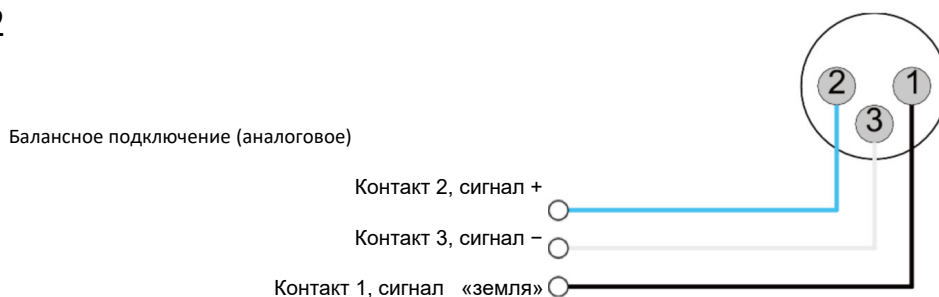 2
2 1
3
Балансное подключение (аналоговое)
Контакт 2, сигнал +
Контакт 3, сигнал −
Контакт 1, сигнал «земля»